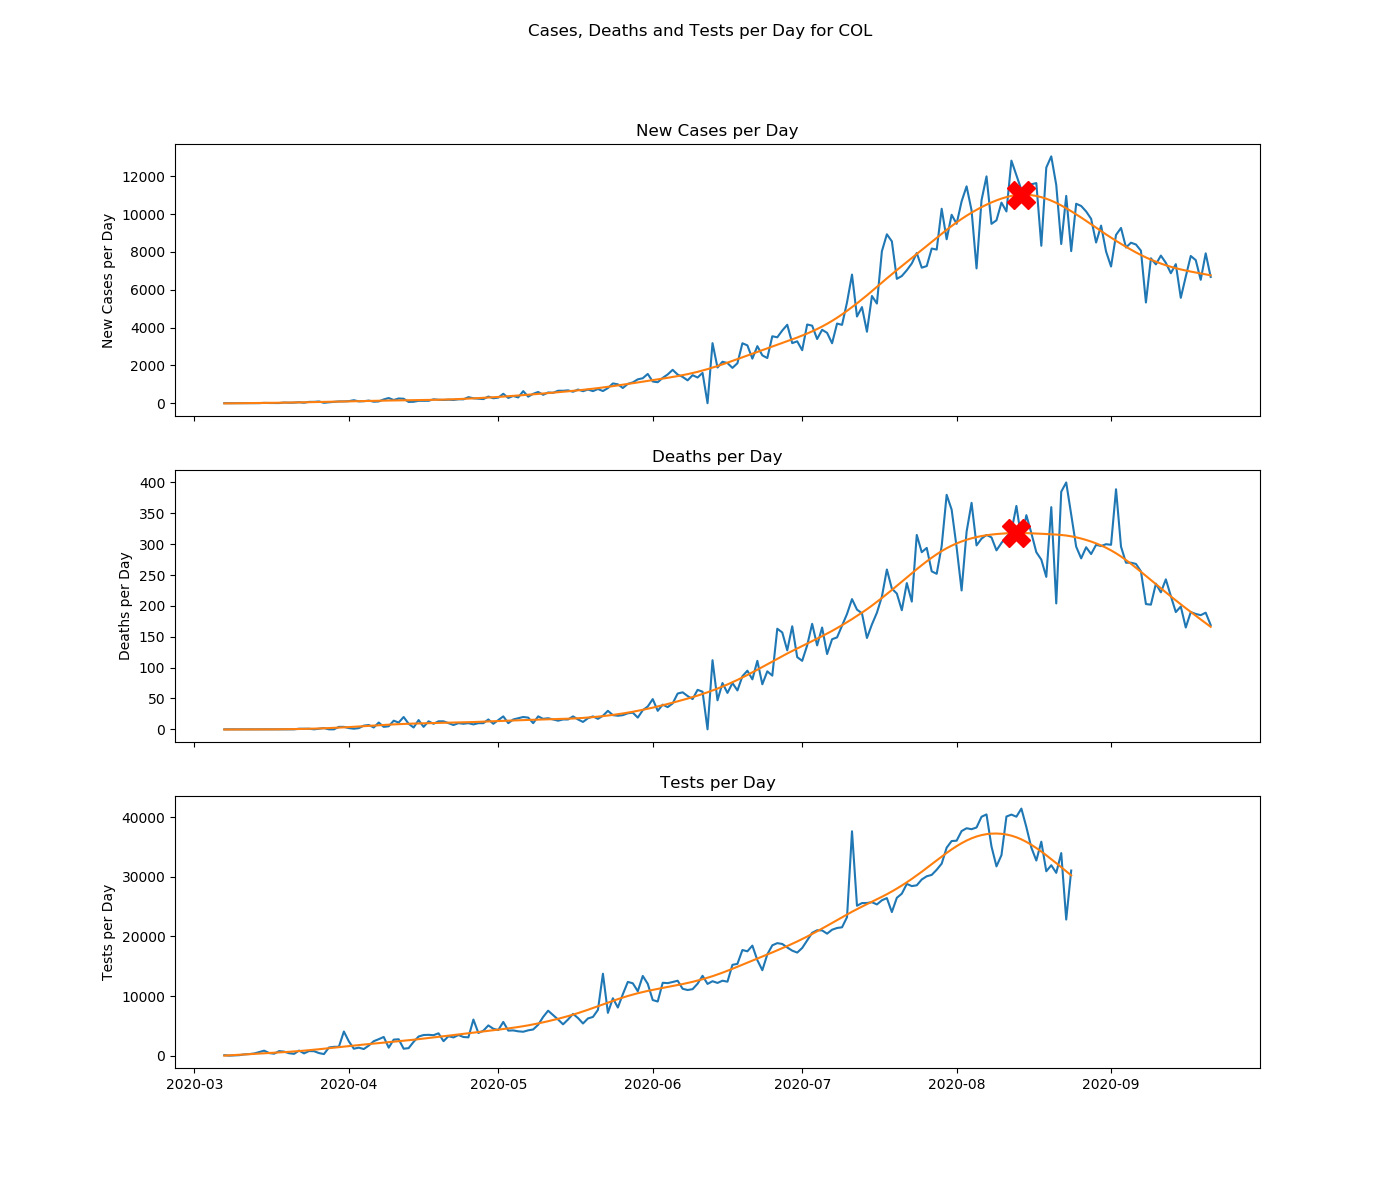 Cases, Deaths and Tests per Day for COL
New Cases per Day
New Cases per Day
12000
10000
8000
6000
4000
2000
0
Deaths per Day
Deaths per Day
400
350
300
250
200
150
100
50
0
Tests per Day
Tests per Day
40000
30000
20000
10000
0
2020-03 2020-04 2020-05 2020-06 2020-07 2020-08 2020-09